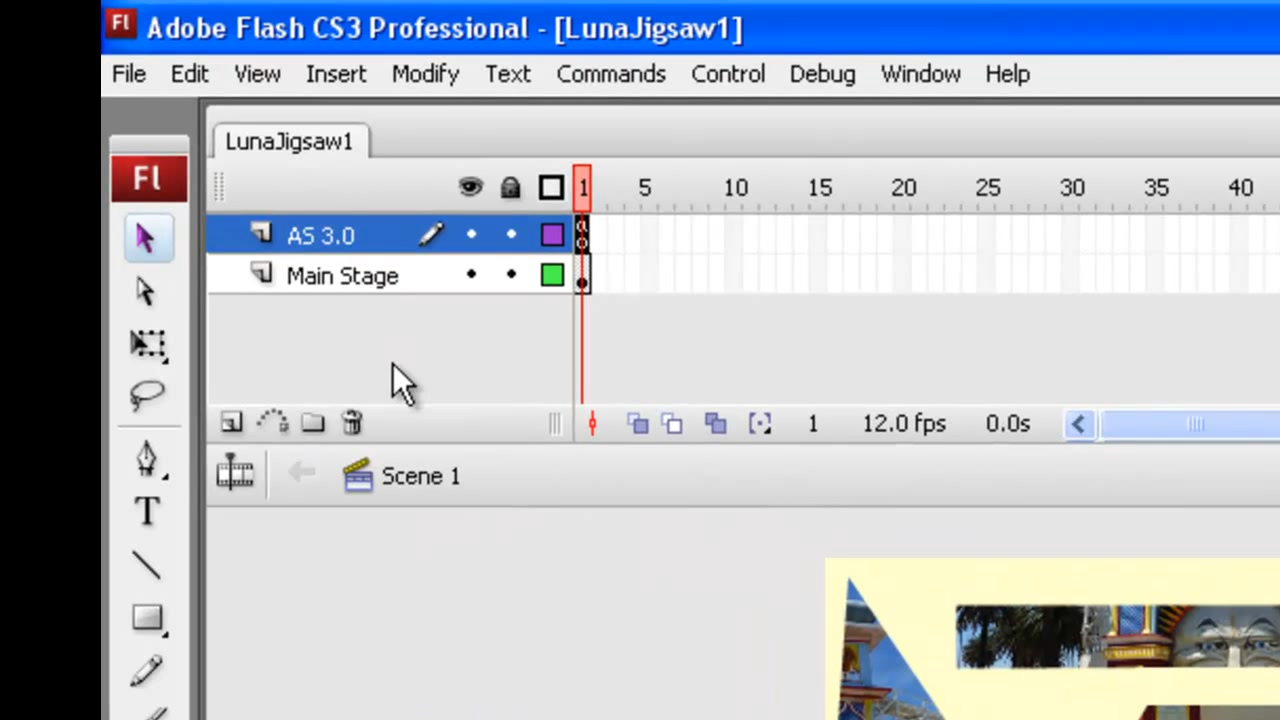 Fl Adobe Flash CS3 Professional - [LunaJigsaw1]
File Edit View Insert Modify Text Commands Control Debug Window Help
LunaJigsaw1
Fl
1 5 10 15 20 25 30 35 40
AS 3.0
a
Main Stage
1 12.0 fps 0.0s
Scene 1
T